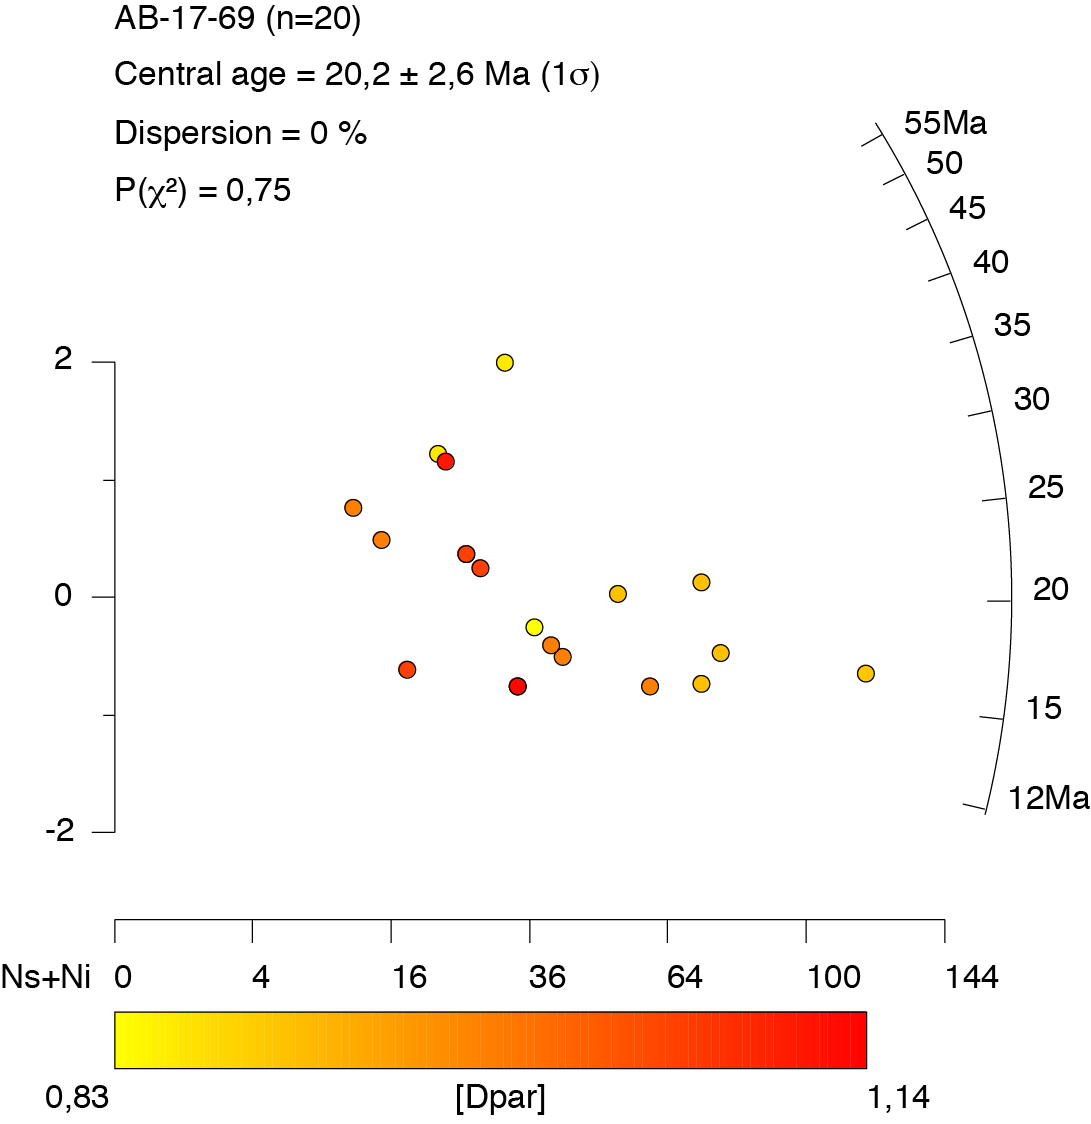 AB-17-69 (n=20)
Central age = 20,2 ± 2,6 Ma (1σ)
Dispersion = 0 %
P(χ²) = 0,75
55Ma
50
45
40
35
30
25
20
15
12Ma
2
0
-2
Ns+Ni 0 4 16 36 64 100 144
0,83 [Dpar] 1,14